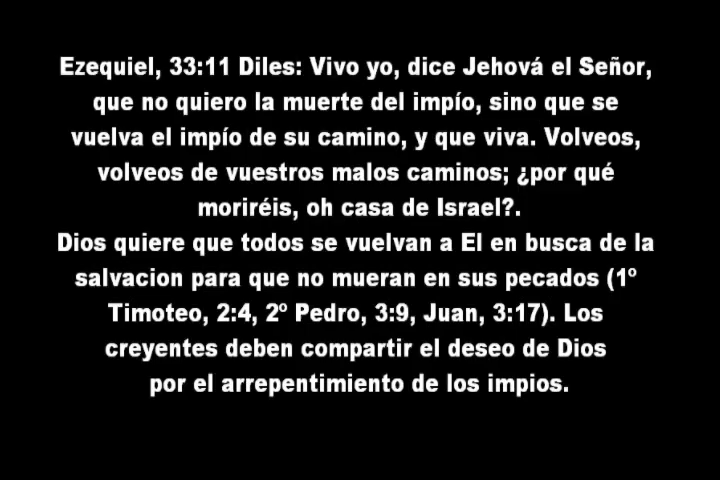 Ezequiel, 33:11 Diles: Vivo yo, dice Jehová el Señor,
que no quiero la muerte del impío, sino que se
vuelva el impío de su camino, y que viva. Volveos,
volveos de vuestros malos caminos; ¿por qué
moriréis, oh casa de Israel?.
Dios quiere que todos se vuelvan a El en busca de la
salvacion para que no mueran en sus pecados (1º
Timoteo, 2:4, 2º Pedro, 3:9, Juan, 3:17). Los
creyentes deben compartir el deseo de Dios
por el arrepentimiento de los impios.